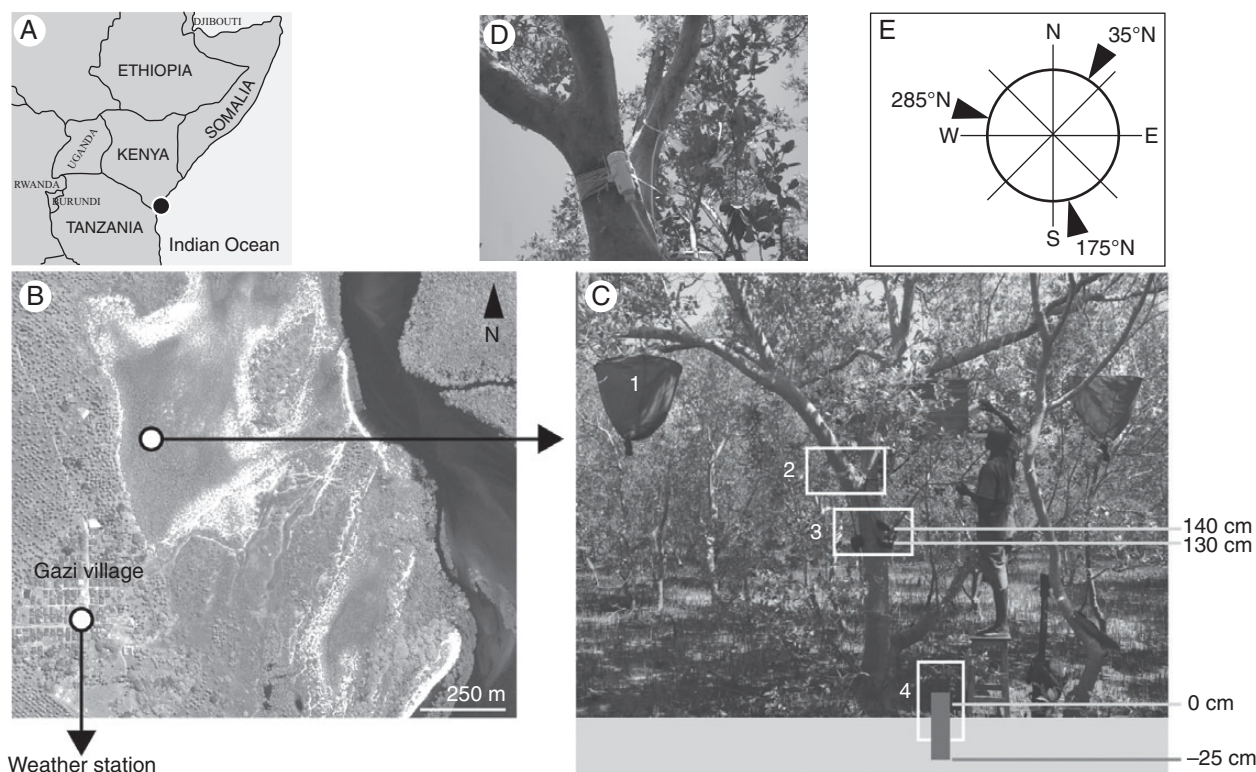 A
DJIBOUTI
ETHIOPIA
SOMALIA
UGANDA
KENYA
RWANDA
BURUNDI
TANZANIA
Indian Ocean
D
E
N
35°N
285°N
W
E
S
175°N
B
N
Gazi village
250 m
Weather station
C
1
2
3
140 cm
130 cm
4
0 cm
–25 cm